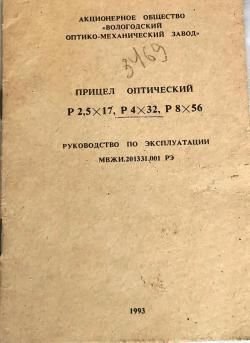 АКЦИОНЕРНОЕ ОБЩЕСТВО
«ВОЛОГОДСКИЙ
ОПТИКО-МЕХАНИЧЕСКИЙ ЗАВОД»
3469
ПРИЦЕЛ ОПТИЧЕСКИЙ
Р 2,5×17, Р 4×32, Р 8×56
РУКОВОДСТВО ПО ЭКСПЛУАТАЦИИ
МВЖИ.201331.001 РЭ
1993